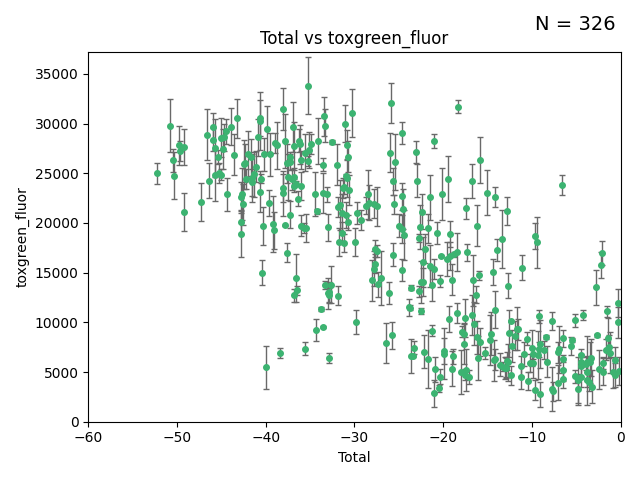 N = 326
Total vs toxgreen_fluor
35000
30000
25000
20000
15000
10000
5000
0
toxgreen_fluor
−60 −50 −40 −30 −20 −10 0
Total